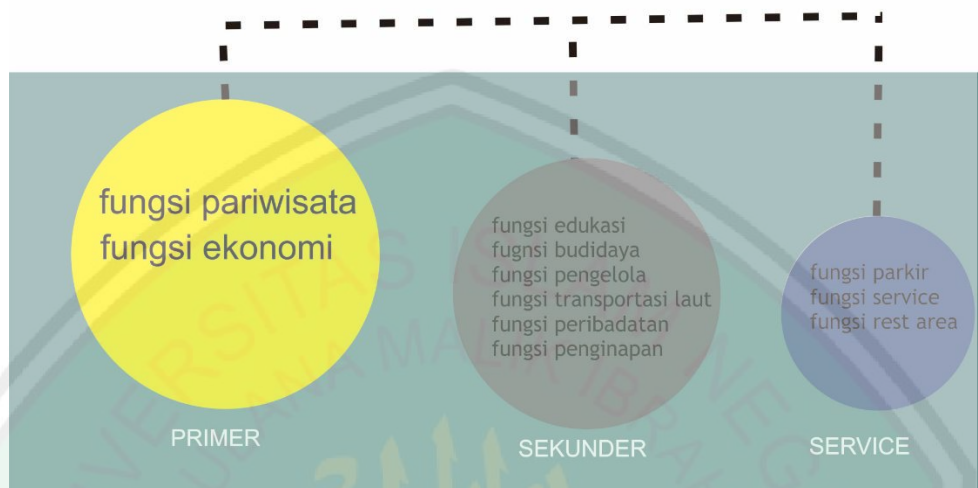 fungsi pariwisata
fungsi ekonomi
PRIMER
fungsi edukasi
fugnsi budidaya
fungsi pengelola
fungsi transportasi laut
fungsi peribadatan
fungsi penginapan
SEKUNDER
fungsi parkir
fungsi service
fungsi rest area
SERVICE